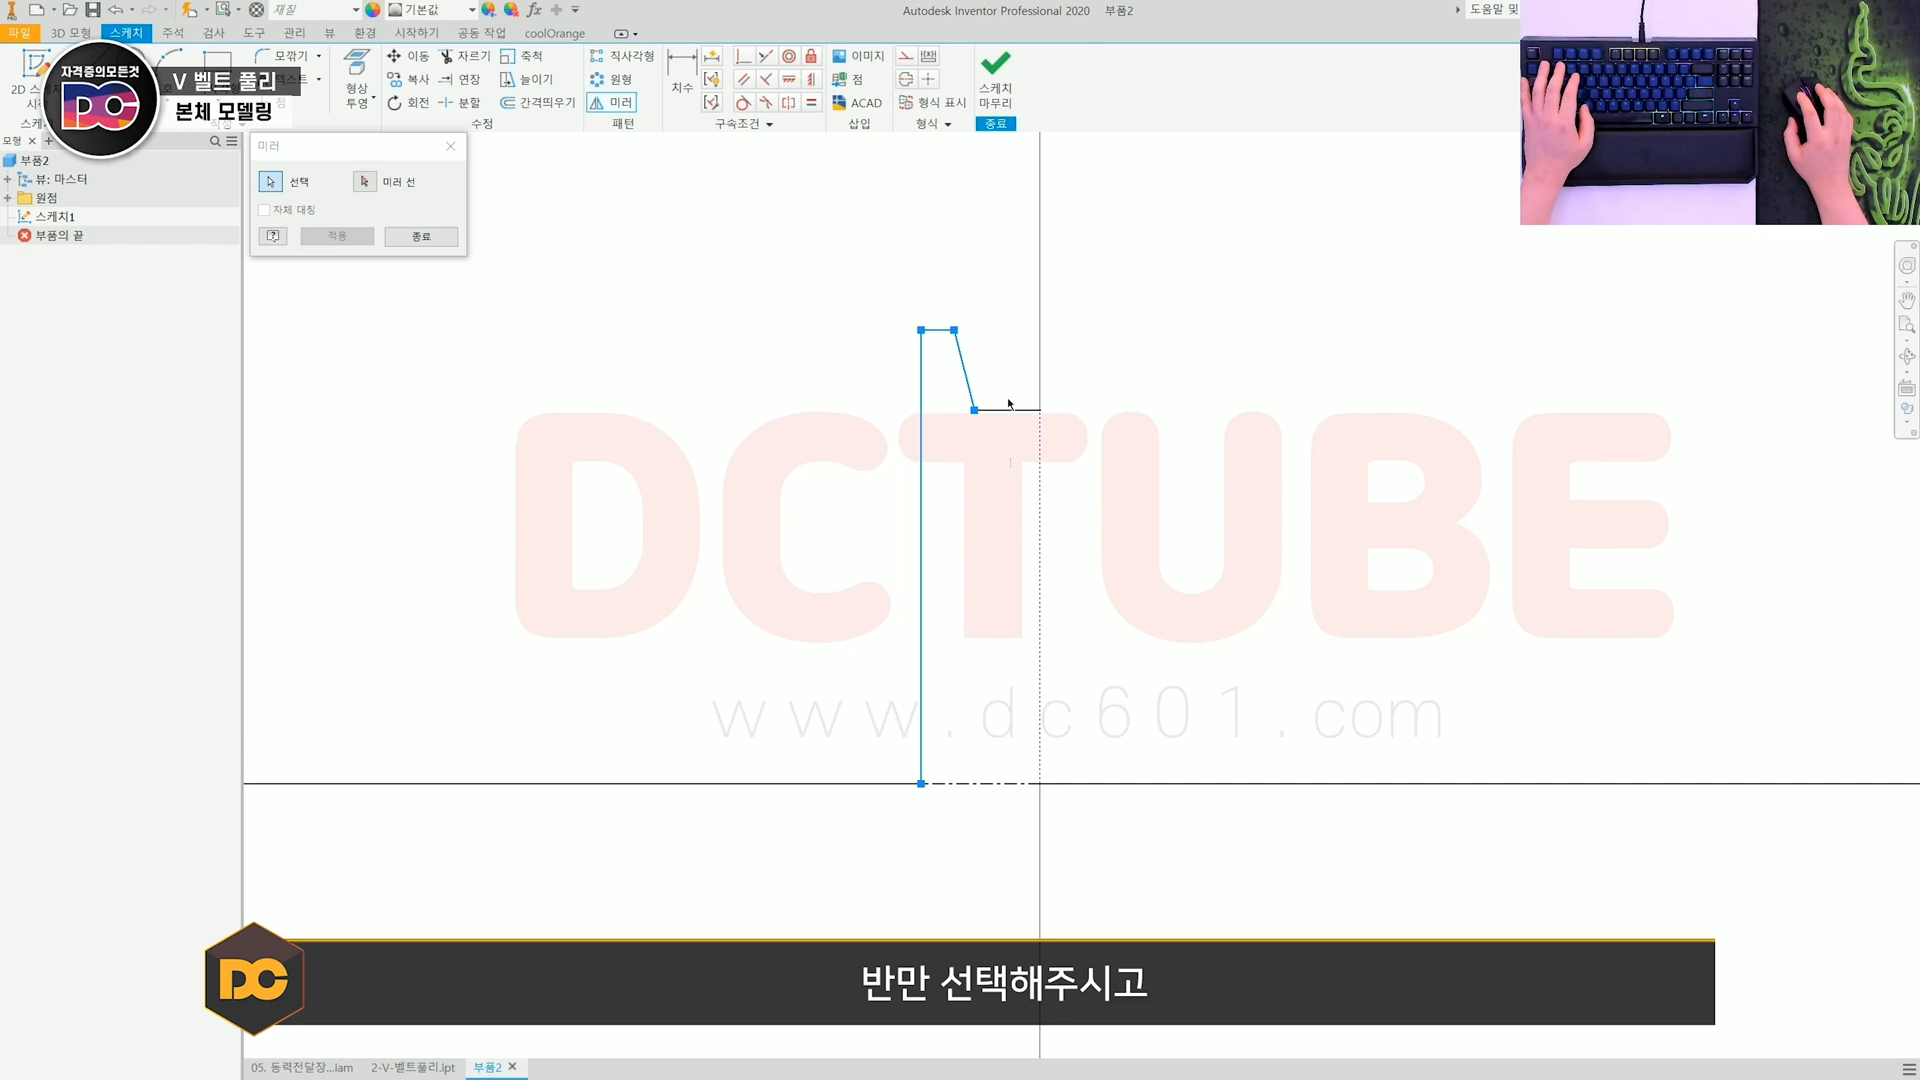 재질
기본값
Autodesk Inventor Professional 2020 부품2
도움말 및
파일 3D 모형 스케치 주석 검사 도구 관리 뷰 환경 시작하기 공동 작업 coolOrange
자격증의모든것
DC
V 벨트 풀리
본체 모델링
모깎기
형상
투영
이동 자르기 축척
복사 연장 늘이기
회전 분할 간격띄우기
수정
직사각형
원형
미러
패턴
치수
구속조건
이미지
점
ACAD
삽입
형식 표시
형식
스케치
마무리
종료
모형
부품2
뷰: 마스터
원점
스케치1
부품의 끝
미러
선택 미러 선
자체 대칭
적용 종료
DCTUBE
www.dc601.com
DC
반만 선택해주시고
05. 동력전달장...iam 2-V-벨트풀리.ipt 부품2